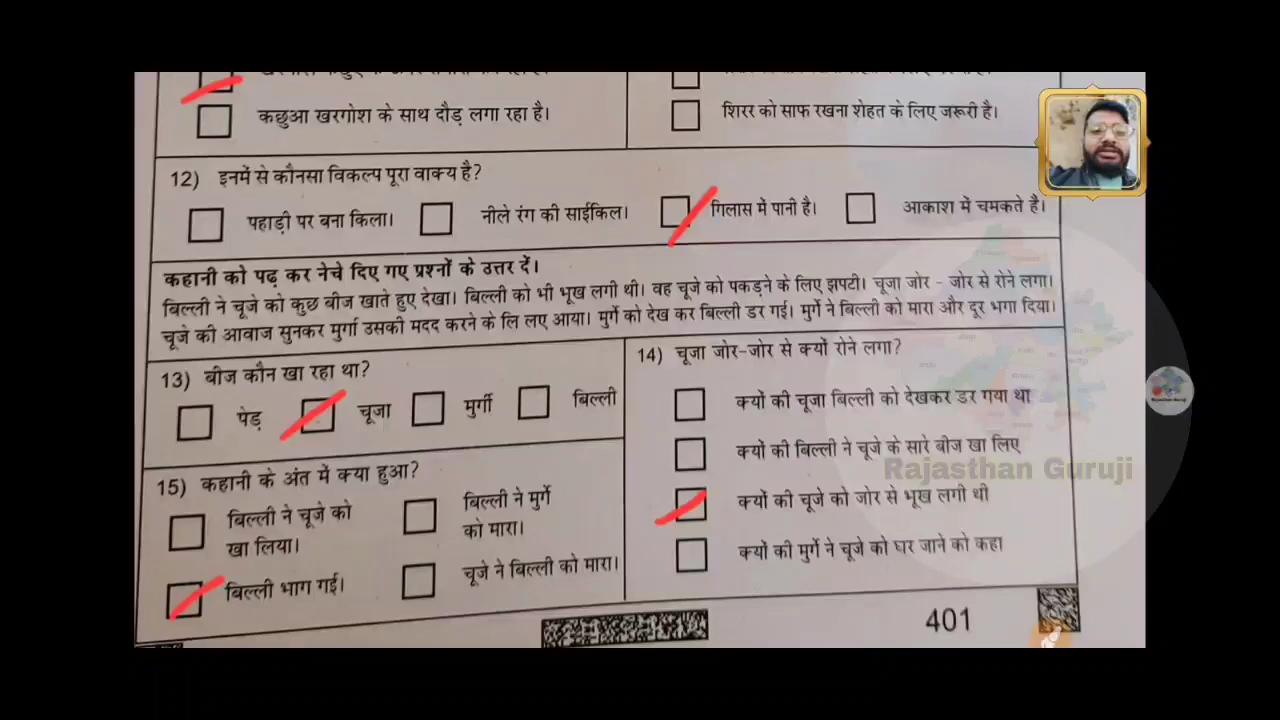 कछुआ खरगोश के साथ दौड़ लगा रहा है।
शिरर को साफ रखना शेहत के लिए जरूरी है।
12) इनमें से कौनसा विकल्प पूरा वाक्य है?
पहाड़ी पर बना किला।
नीले रंग की साईकिल।
गिलास में पानी है।
आकाश में चमकते है।
कहानी को पढ़ कर नेचे दिए गए प्रश्नों के उत्तर दें।
बिल्ली ने चूजे को कुछ बीज खाते हुए देखा। बिल्ली को भी भूख लगी थी। वह चूजे को पकड़ने के लिए झपटी। चूजा जोर - जोर से रोने लगा।
चूजे की आवाज सुनकर मुर्गा उसकी मदद करने के लि लए आया। मुर्गे को देख कर बिल्ली डर गई। मुर्गे ने बिल्ली को मारा और दूर भगा दिया।
13) बीज कौन खा रहा था?
पेड़
चूजा
मुर्गी
बिल्ली
14) चूजा जोर-जोर से क्यों रोने लगा?
क्यों की चूजा बिल्ली को देखकर डर गया था
क्यों की बिल्ली ने चूजे के सारे बीज खा लिए
क्यों की चूजे को जोर से भूख लगी थी
क्यों की मुर्गे ने चूजे को घर जाने को कहा
15) कहानी के अंत में क्या हुआ?
बिल्ली ने चूजे को
खा लिया।
बिल्ली ने मुर्गे
को मारा।
बिल्ली भाग गई।
चूजे ने बिल्ली को मारा।
401
Rajasthan Guruji
Rajasthan Guruji